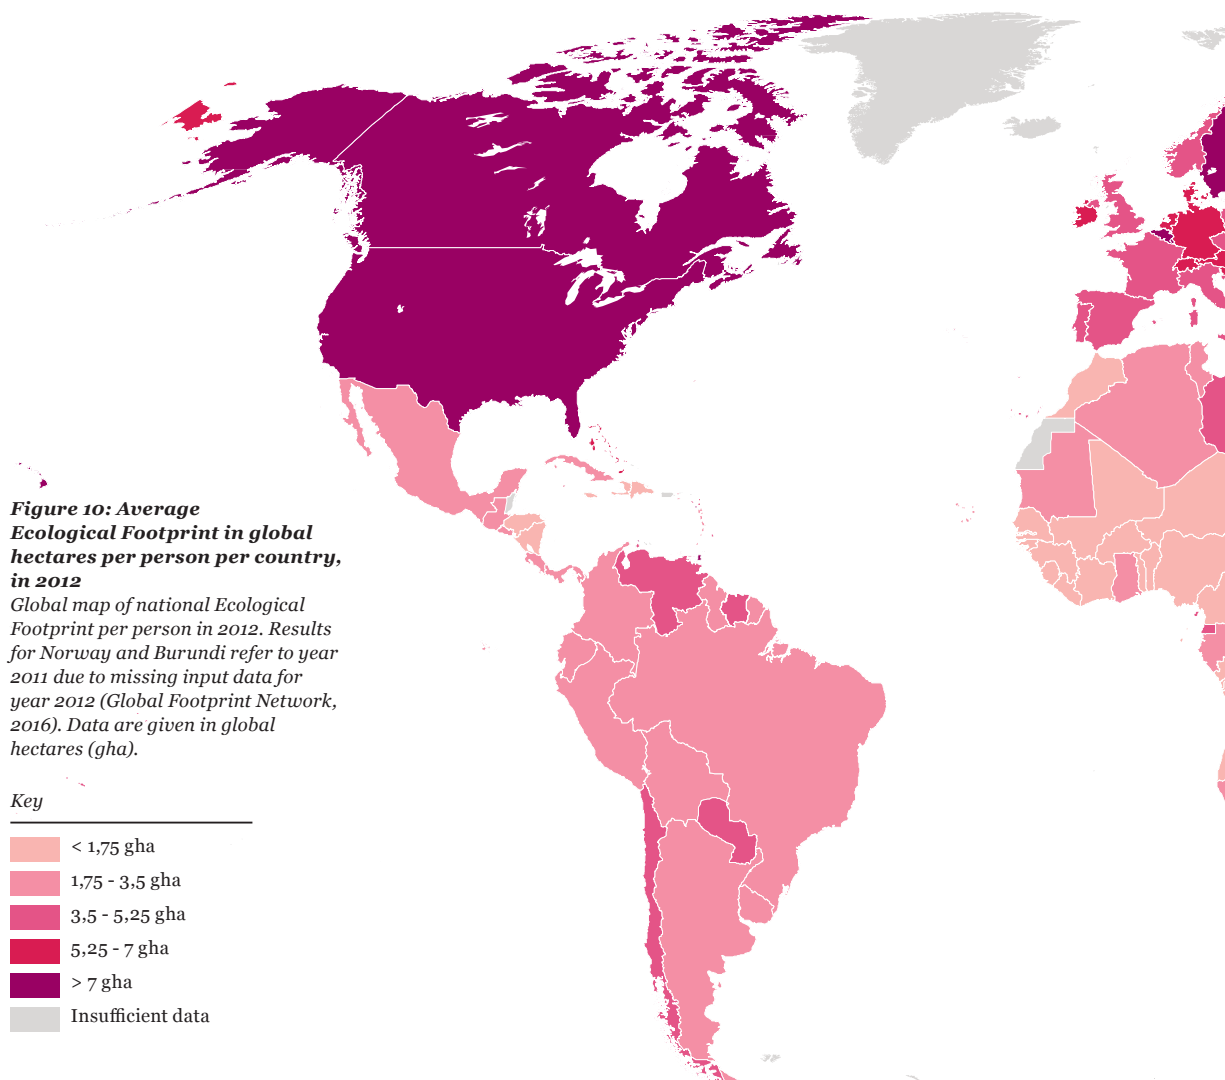 Figure 10: Average
Ecological Footprint in global
hectares per person per country,
in 2012
Global map of national Ecological
Footprint per person in 2012. Results
for Norway and Burundi refer to year
2011 due to missing input data for
year 2012 (Global Footprint Network,
2016). Data are given in global
hectares (gha).
Key
< 1,75 gha
1,75 - 3,5 gha
3,5 - 5,25 gha
5,25 - 7 gha
> 7 gha
Insufficient data